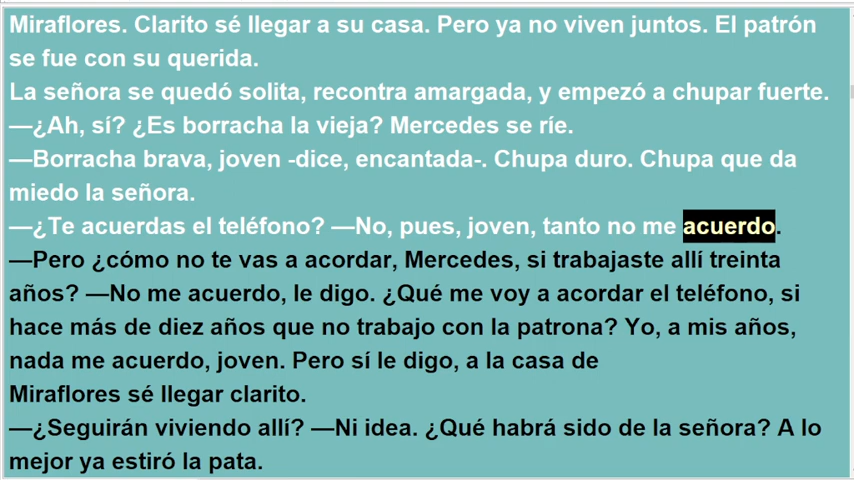 Miraflores. Clarito sé llegar a su casa. Pero ya no viven juntos. El patrón
se fue con su querida.
La señora se quedó solita, recontra amargada, y empezó a chupar fuerte.
—¿Ah, sí? ¿Es borracha la vieja? Mercedes se ríe.
—Borracha brava, joven -dice, encantada-. Chupa duro. Chupa que da
miedo la señora.
—¿Te acuerdas el teléfono? —No, pues, joven, tanto no me acuerdo.
—Pero ¿cómo no te vas a acordar, Mercedes, si trabajaste allí treinta
años? —No me acuerdo, le digo. ¿Qué me voy a acordar el teléfono, si
hace más de diez años que no trabajo con la patrona? Yo, a mis años,
nada me acuerdo, joven. Pero sí le digo, a la casa de
Miraflores sé llegar clarito.
—¿Seguirán viviendo allí? —Ni idea. ¿Qué habrá sido de la señora? A lo
mejor ya estiró la pata.